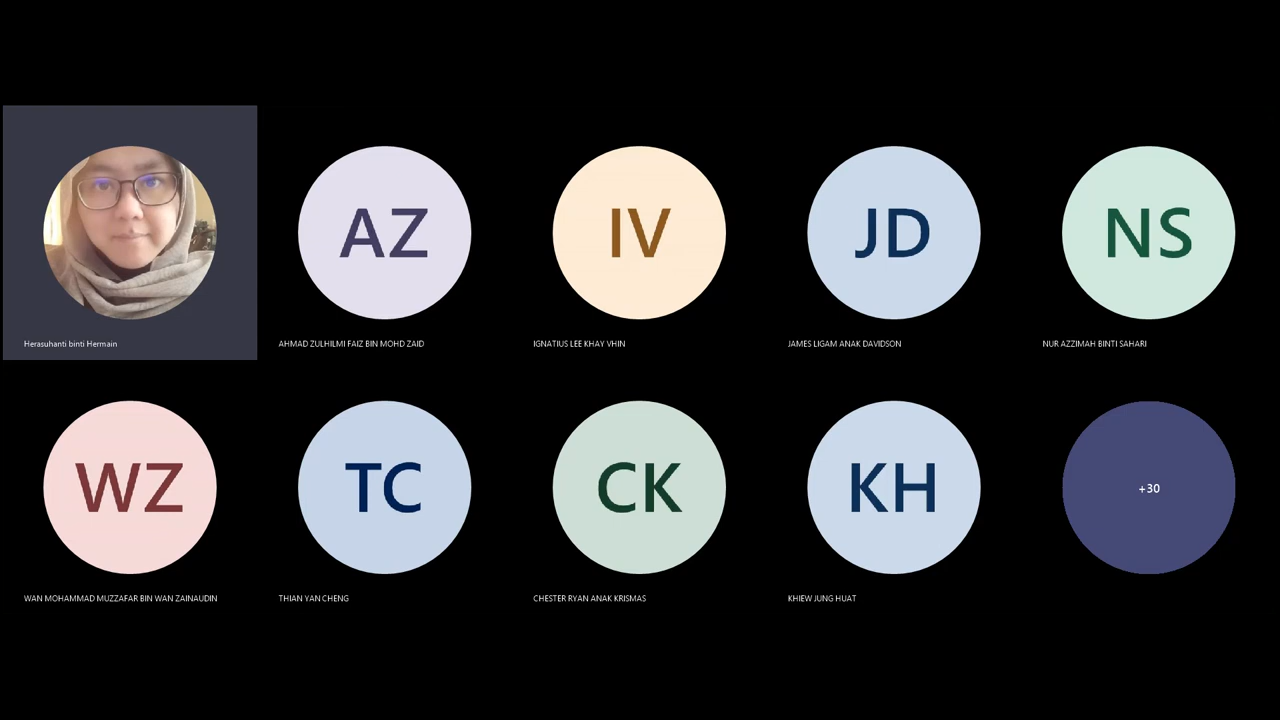 AZ
IV
JD
NS
Herasuhanti binti Hermain
AHMAD ZULHILMI FAIZ BIN MOHD ZAID
IGNATIUS LEE KHAY VHIN
JAMES LIGAM ANAK DAVIDSON
NUR AZZIMAH BINTI SAHARI
WZ
TC
CK
KH
+30
WAN MOHAMMAD MUZZAFAR BIN WAN ZAINAUDIN
THIAN YAN CHENG
CHESTER RYAN ANAK KRISMAS
KHIEW JUNG HUAT